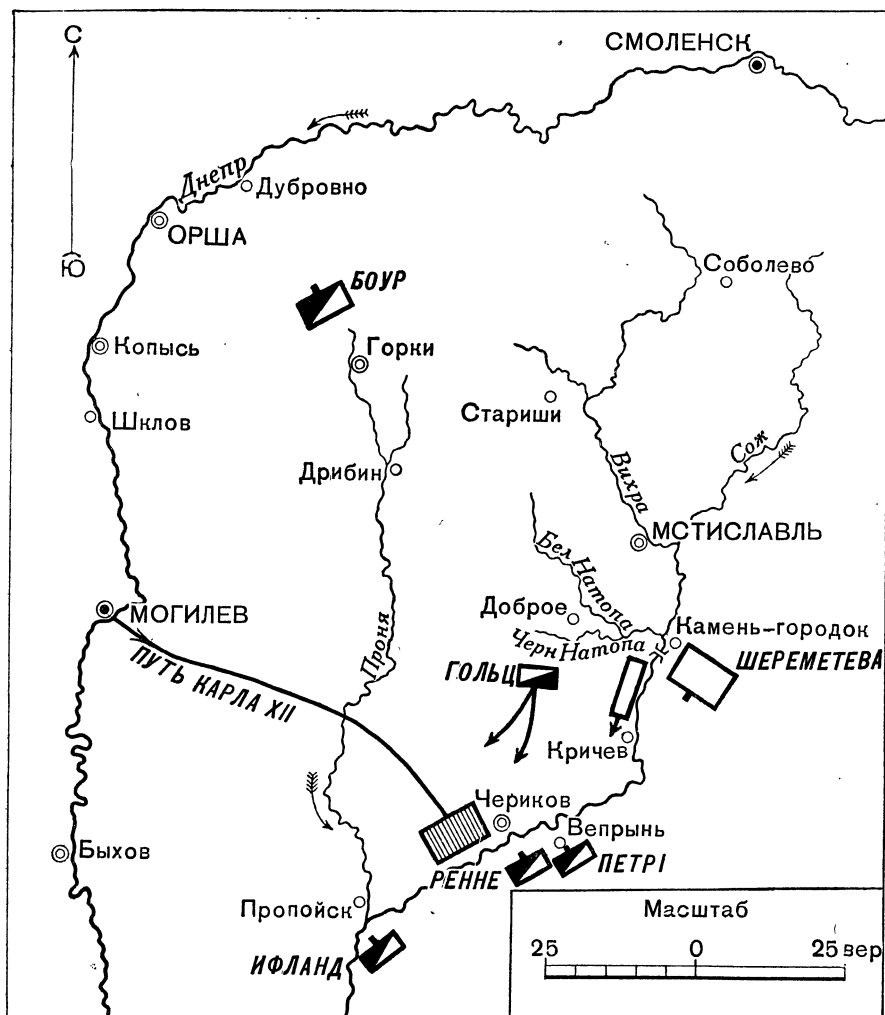 С
СМОЛЕНСК
Днепр
Дубровно
ОРША
Ю
БОУР
Соболево
Копысь
Горки
Шклов
Стариши
Дрибин
Вихра
Сож
МСТИСЛАВЛЬ
Бел Натопа
МОГИЛЕВ
Доброе
Камень-городок
Черн Натопа
Проня
ПУТЬ КАРЛА XII
ГОЛЬЦ
ШЕРЕМЕТЕВА
Кричев
Чериков
Вепрынь
Быхов
РЕННЕ
ПЕТР I
Пропойск
Масштаб
ИФЛАНД
25 0 25 вер